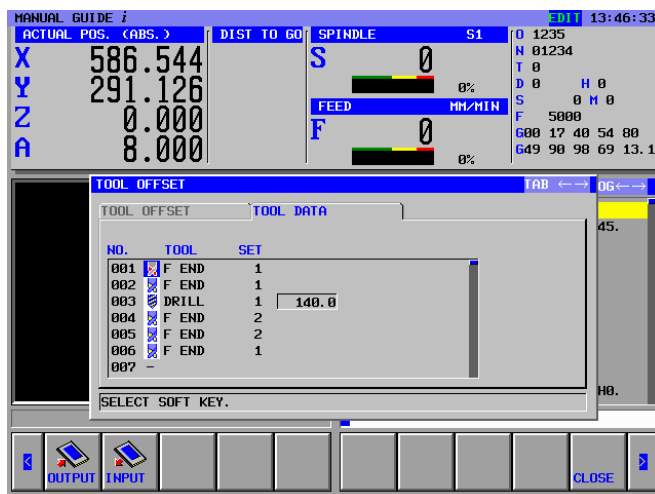 MANUAL GUIDE i EDIT 13:46:33
ACTUAL POS. (ABS.) DIST TO GO SPINDLE S1 O 1235
X 586.544 S 0 N 01234
T 0
Y 291.126 0% D 0 H 0
S 0 M 0
FEED MM/MIN F 5000
Z 0.000 F 0 G00 17 40 54 80
A 8.000 0% G49 90 98 69 13.1
TOOL OFFSET TAB ←→ OG←→
TOOL OFFSET TOOL DATA
45.
NO. TOOL SET
001 F END 1
002 F END 1
003 DRILL 1 140.0
004 F END 2
005 F END 2
006 F END 1
007 -
H0.
SELECT SOFT KEY.
< OUTPUT INPUT CLOSE >